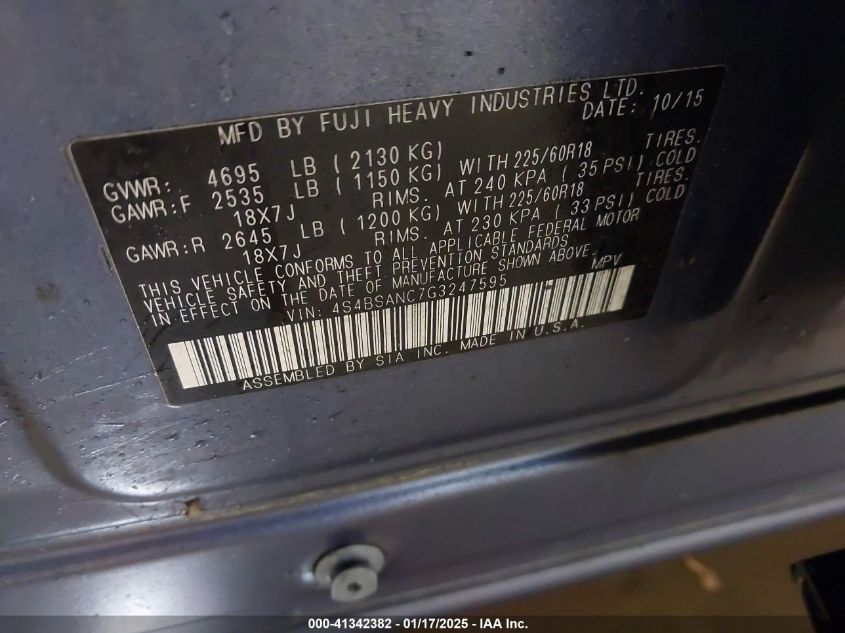 MFD BY FUJI HEAVY INDUSTRIES LTD.
DATE: 10/15
GVWR: 4695 LB ( 2130 KG)
GAWR:F 2535 LB ( 1150 KG) WITH 225/60R18 TIRES.
18X7J RIMS. AT 240 KPA ( 35 PSI) COLD
GAWR:R 2645 LB ( 1200 KG) WITH 225/60R18 TIRES.
18X7J RIMS. AT 230 KPA ( 33 PSI) COLD
THIS VEHICLE CONFORMS TO ALL APPLICABLE FEDERAL MOTOR
VEHICLE SAFETY AND THEFT PREVENTION STANDARDS
IN EFFECT ON THE DATE OF MANUFACTURE SHOWN ABOVE.
VIN: 4S4BSANC7G3247595 MPV
ASSEMBLED BY SIA INC. MADE IN U.S.A.
000-41342382 - 01/17/2025 - IAA Inc.